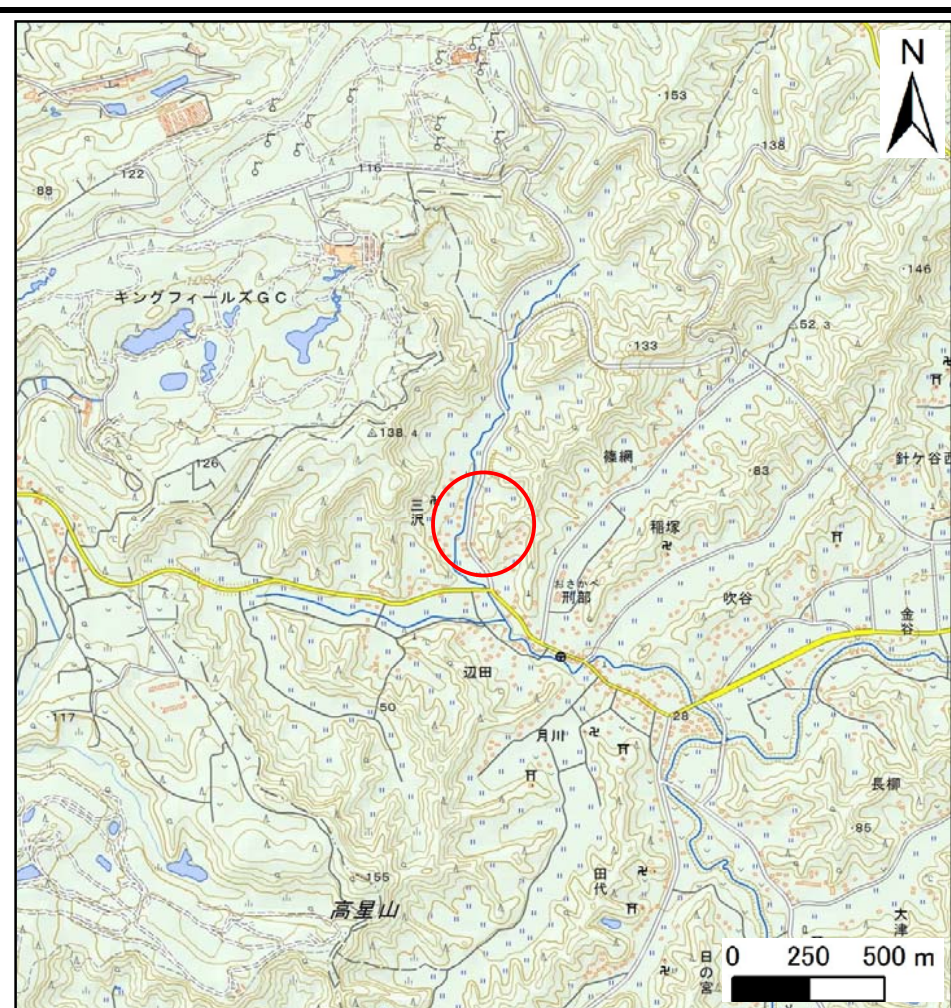 N
153
138
122
116
88
146
キングフィールズGC
52.3
133
138.4
126
三沢
篠網
83
針ケ谷西
稲塚
おさかべ
刑部
吹谷
金谷
辺田
50
28
117
月川
長柳
85
155
田代
高星山
大津
日の宮
0 250 500 m